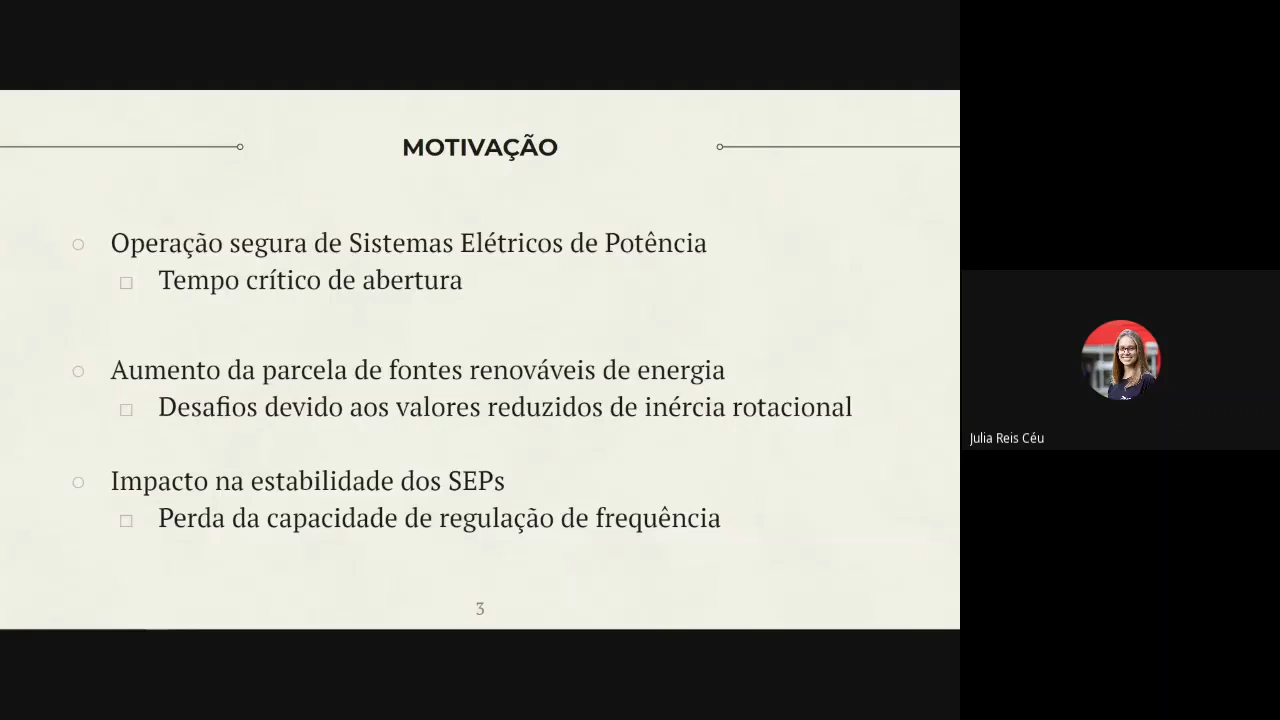 MOTIVAÇÃO
Operação segura de Sistemas Elétricos de Potência
Tempo crítico de abertura
Aumento da parcela de fontes renováveis de energia
Desafios devido aos valores reduzidos de inércia rotacional
Impacto na estabilidade dos SEPs
Perda da capacidade de regulação de frequência
3
Julia Reis Céu